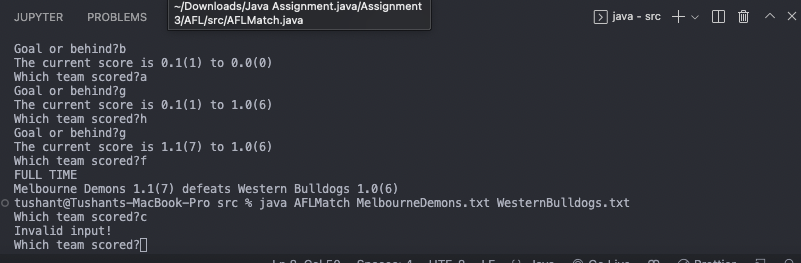 ~/Downloads/Java Assignment.java/Assignment
3/AFL/src/AFLMatch.java
JUPYTER PROBLEMS java - src
Goal or behind?b
The current score is 0.1(1) to 0.0(0)
Which team scored?a
Goal or behind?g
The current score is 0.1(1) to 1.0(6)
Which team scored?h
Goal or behind?g
The current score is 1.1(7) to 1.0(6)
Which team scored?f
FULL TIME
Melbourne Demons 1.1(7) defeats Western Bulldogs 1.0(6)
tushant@Tushants-MacBook-Pro src % java AFLMatch MelbourneDemons.txt WesternBulldogs.txt
Which team scored?c
Invalid input!
Which team scored?